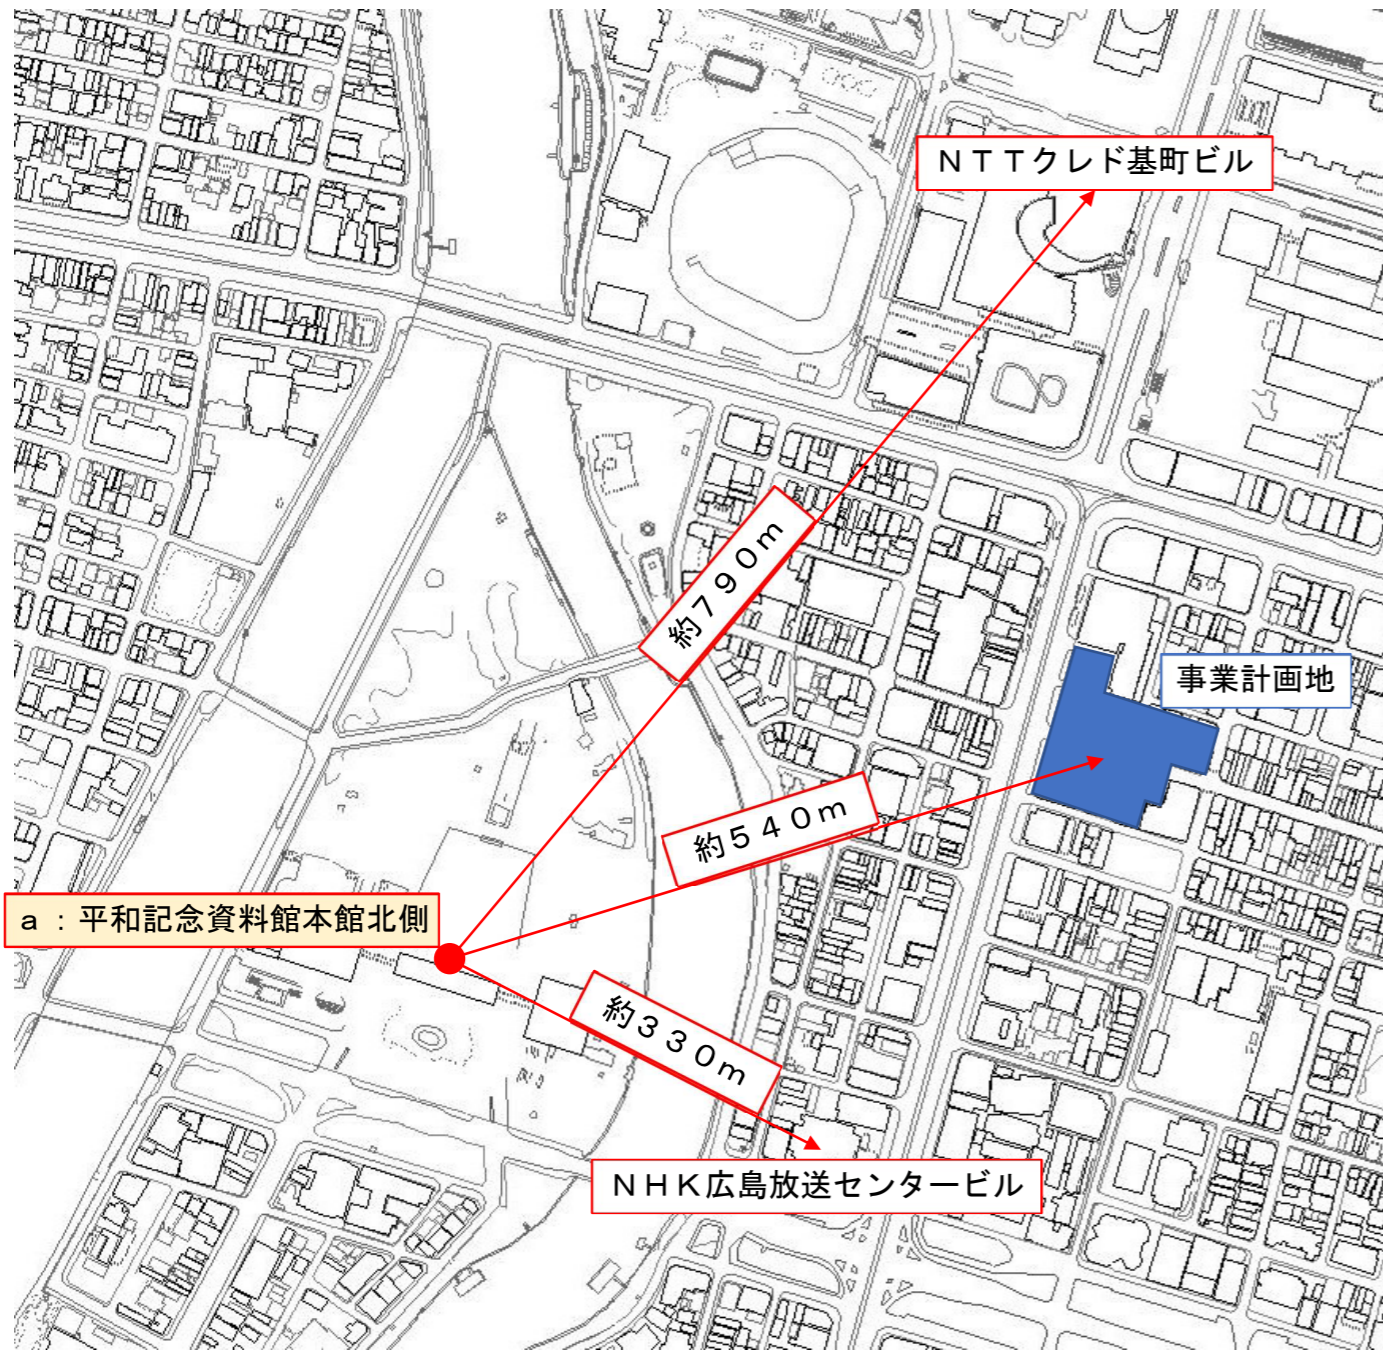 ＮＴＴクレド基町ビル
約７９０ｍ
事業計画地
約５４０ｍ
ａ：平和記念資料館本館北側
約３３０ｍ
ＮＨＫ広島放送センタービル